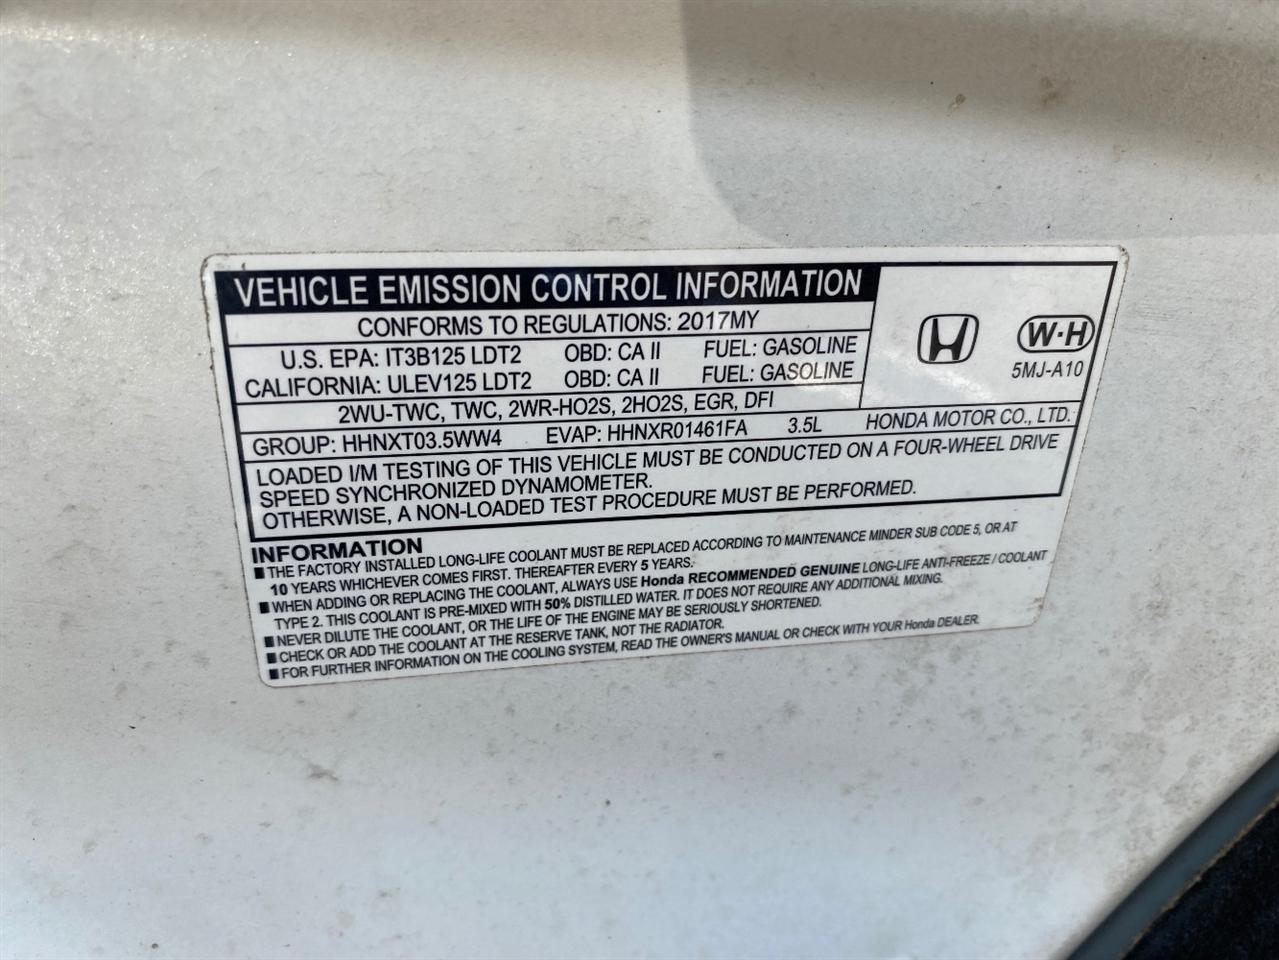 VEHICLE EMISSION CONTROL INFORMATION
CONFORMS TO REGULATIONS: 2017MY
U.S. EPA: IT3B125 LDT2 OBD: CA II FUEL: GASOLINE
CALIFORNIA: ULEV125 LDT2 OBD: CA II FUEL: GASOLINE
W·H
5MJ-A10
2WU-TWC, TWC, 2WR-HO2S, 2HO2S, EGR, DFI
GROUP: HHNXT03.5WW4 EVAP: HHNXR01461FA 3.5L HONDA MOTOR CO., LTD.
LOADED I/M TESTING OF THIS VEHICLE MUST BE CONDUCTED ON A FOUR-WHEEL DRIVE
SPEED SYNCHRONIZED DYNAMOMETER.
OTHERWISE, A NON-LOADED TEST PROCEDURE MUST BE PERFORMED.
INFORMATION
■ THE FACTORY INSTALLED LONG-LIFE COOLANT MUST BE REPLACED ACCORDING TO MAINTENANCE MINDER SUB CODE 5, OR AT
10 YEARS WHICHEVER COMES FIRST. THEREAFTER EVERY 5 YEARS.
■ WHEN ADDING OR REPLACING THE COOLANT, ALWAYS USE Honda RECOMMENDED GENUINE LONG-LIFE ANTI-FREEZE / COOLANT
TYPE 2. THIS COOLANT IS PRE-MIXED WITH 50% DISTILLED WATER. IT DOES NOT REQUIRE ANY ADDITIONAL MIXING.
■ NEVER DILUTE THE COOLANT, OR THE LIFE OF THE ENGINE MAY BE SERIOUSLY SHORTENED.
■ CHECK OR ADD THE COOLANT AT THE RESERVE TANK, NOT THE RADIATOR.
■ FOR FURTHER INFORMATION ON THE COOLING SYSTEM, READ THE OWNER'S MANUAL OR CHECK WITH YOUR Honda DEALER.